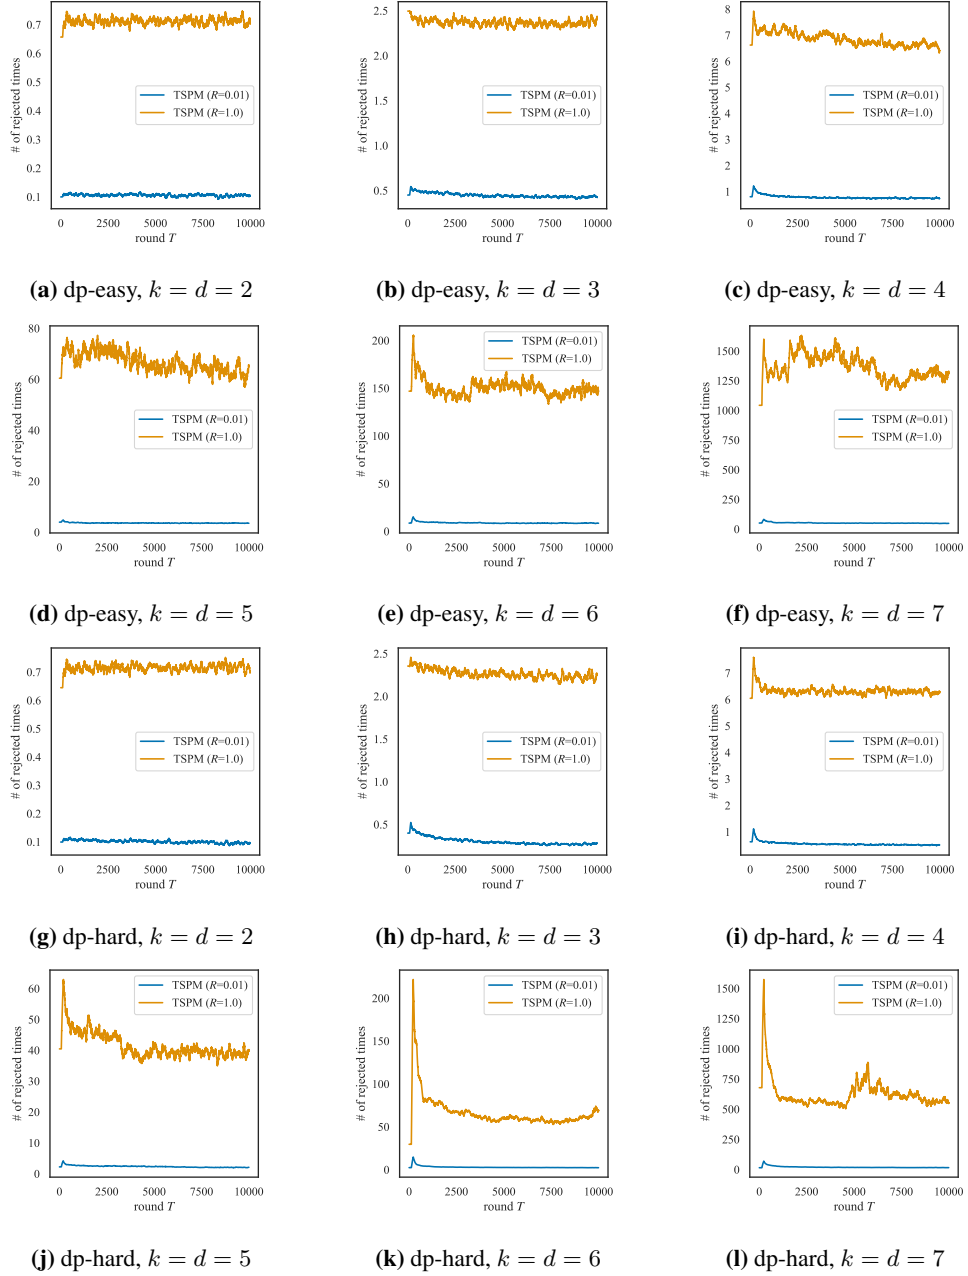 # of rejected times
0.7
0.6
0.5
0.4
0.3
0.2
0.1
TSPM (R=0.01)
TSPM (R=1.0)
0 2500 5000 7500 10000
round T
(a) dp-easy, k = d = 2
# of rejected times
2.5
2.0
1.5
1.0
0.5
TSPM (R=0.01)
TSPM (R=1.0)
0 2500 5000 7500 10000
round T
(b) dp-easy, k = d = 3
# of rejected times
8
7
6
5
4
3
2
1
TSPM (R=0.01)
TSPM (R=1.0)
0 2500 5000 7500 10000
round T
(c) dp-easy, k = d = 4
# of rejected times
80
60
40
20
0
TSPM (R=0.01)
TSPM (R=1.0)
0 2500 5000 7500 10000
round T
(d) dp-easy, k = d = 5
# of rejected times
200
150
100
50
0
TSPM (R=0.01)
TSPM (R=1.0)
0 2500 5000 7500 10000
round T
(e) dp-easy, k = d = 6
# of rejected times
1500
1250
1000
750
500
250
0
TSPM (R=0.01)
TSPM (R=1.0)
0 2500 5000 7500 10000
round T
(f) dp-easy, k = d = 7
# of rejected times
0.7
0.6
0.5
0.4
0.3
0.2
0.1
TSPM (R=0.01)
TSPM (R=1.0)
0 2500 5000 7500 10000
round T
(g) dp-hard, k = d = 2
# of rejected times
2.5
2.0
1.5
1.0
0.5
TSPM (R=0.01)
TSPM (R=1.0)
0 2500 5000 7500 10000
round T
(h) dp-hard, k = d = 3
# of rejected times
7
6
5
4
3
2
1
TSPM (R=0.01)
TSPM (R=1.0)
0 2500 5000 7500 10000
round T
(i) dp-hard, k = d = 4
# of rejected times
60
50
40
30
20
10
0
TSPM (R=0.01)
TSPM (R=1.0)
0 2500 5000 7500 10000
round T
(j) dp-hard, k = d = 5
# of rejected times
200
150
100
50
0
TSPM (R=0.01)
TSPM (R=1.0)
0 2500 5000 7500 10000
round T
(k) dp-hard, k = d = 6
# of rejected times
1500
1250
1000
750
500
250
0
TSPM (R=0.01)
TSPM (R=1.0)
0 2500 5000 7500 10000
round T
(l) dp-hard, k = d = 7